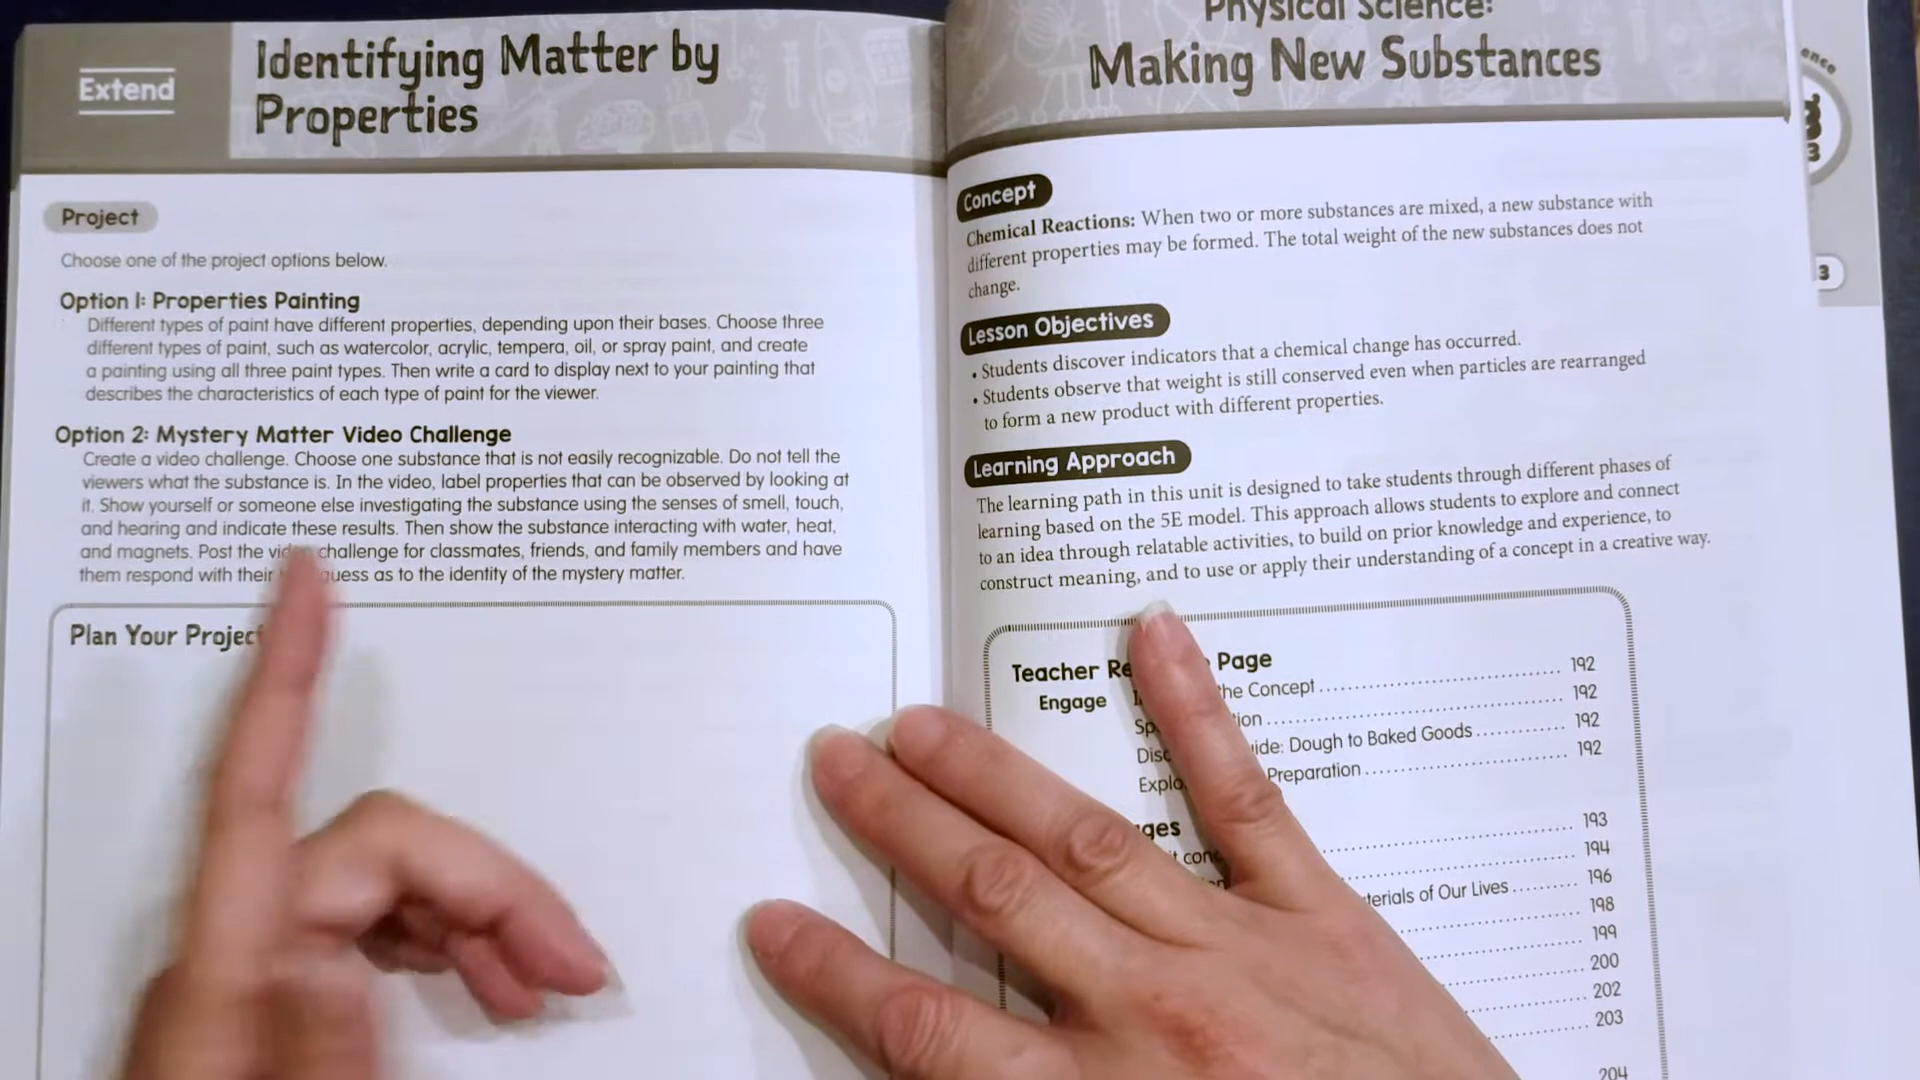 Extend
Identifying Matter by
Properties
Project
Choose one of the project options below.
Option 1: Properties Painting
Different types of paint have different properties, depending upon their bases. Choose three
different types of paint, such as watercolor, acrylic, tempera, oil, or spray paint, and create
a painting using all three paint types. Then write a card to display next to your painting that
describes the characteristics of each type of paint for the viewer.
Option 2: Mystery Matter Video Challenge
Create a video challenge. Choose one substance that is not easily recognizable. Do not tell the
viewers what the substance is. In the video, label properties that can be observed by looking at
it. Show yourself or someone else investigating the substance using the senses of smell, touch,
and hearing and indicate these results. Then show the substance interacting with water, heat,
and magnets. Post the video challenge for classmates, friends, and family members and have
them respond with their guess as to the identity of the mystery matter.
Plan Your Project
Physical Science:
Making New Substances
Concept
Chemical Reactions: When two or more substances are mixed, a new substance with
different properties may be formed. The total weight of the new substances does not
change.
Lesson Objectives
• Students discover indicators that a chemical change has occurred.
• Students observe that weight is still conserved even when particles are rearranged
to form a new product with different properties.
Learning Approach
The learning path in this unit is designed to take students through different phases of
learning based on the 5E model. This approach allows students to explore and connect
to an idea through relatable activities, to build on prior knowledge and experience, to
construct meaning, and to use or apply their understanding of a concept in a creative way.
Teacher Page
Engage the Concept 192
192
Dough to Baked Goods 192
Preparation 192
193
194
of Our Lives 196
198
199
200
202
203
204
3
3